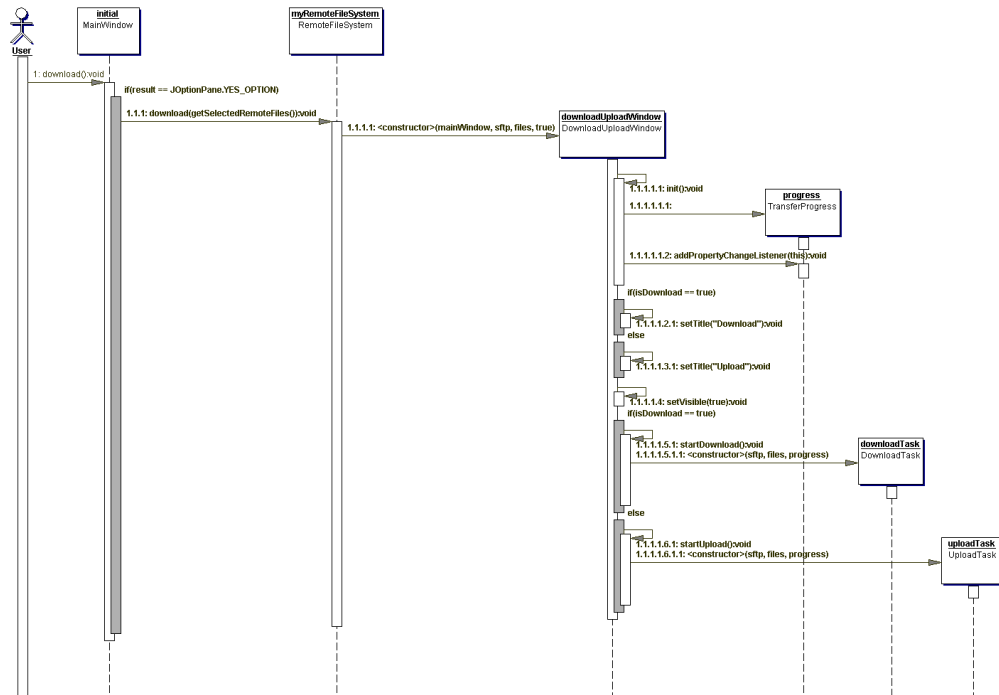 initial
MainWindow
myRemoteFileSystem
RemoteFileSystem
User
1: download():void
if(result == JOptionPane.YES_OPTION)
1.1.1: download(getSelectedRemoteFiles()):void
1.1.1.1: <constructor>(mainWindow, sftp, files, true)
downloadUploadWindow
DownloadUploadWindow
1.1.1.1.1: init():void
progress
TransferProgress
1.1.1.1.1.1:
1.1.1.1.1.2: addPropertyChangeListener(this):void
if(isDownload == true)
1.1.1.1.2.1: setTitle("Download"):void
else
1.1.1.1.3.1: setTitle("Upload"):void
1.1.1.1.4: setVisible(true):void
if(isDownload == true)
1.1.1.1.5.1: startDownload():void
1.1.1.1.5.1.1: <constructor>(sftp, files, progress)
downloadTask
DownloadTask
else
1.1.1.1.6.1: startUpload():void
1.1.1.1.6.1.1: <constructor>(sftp, files, progress)
uploadTask
UploadTask